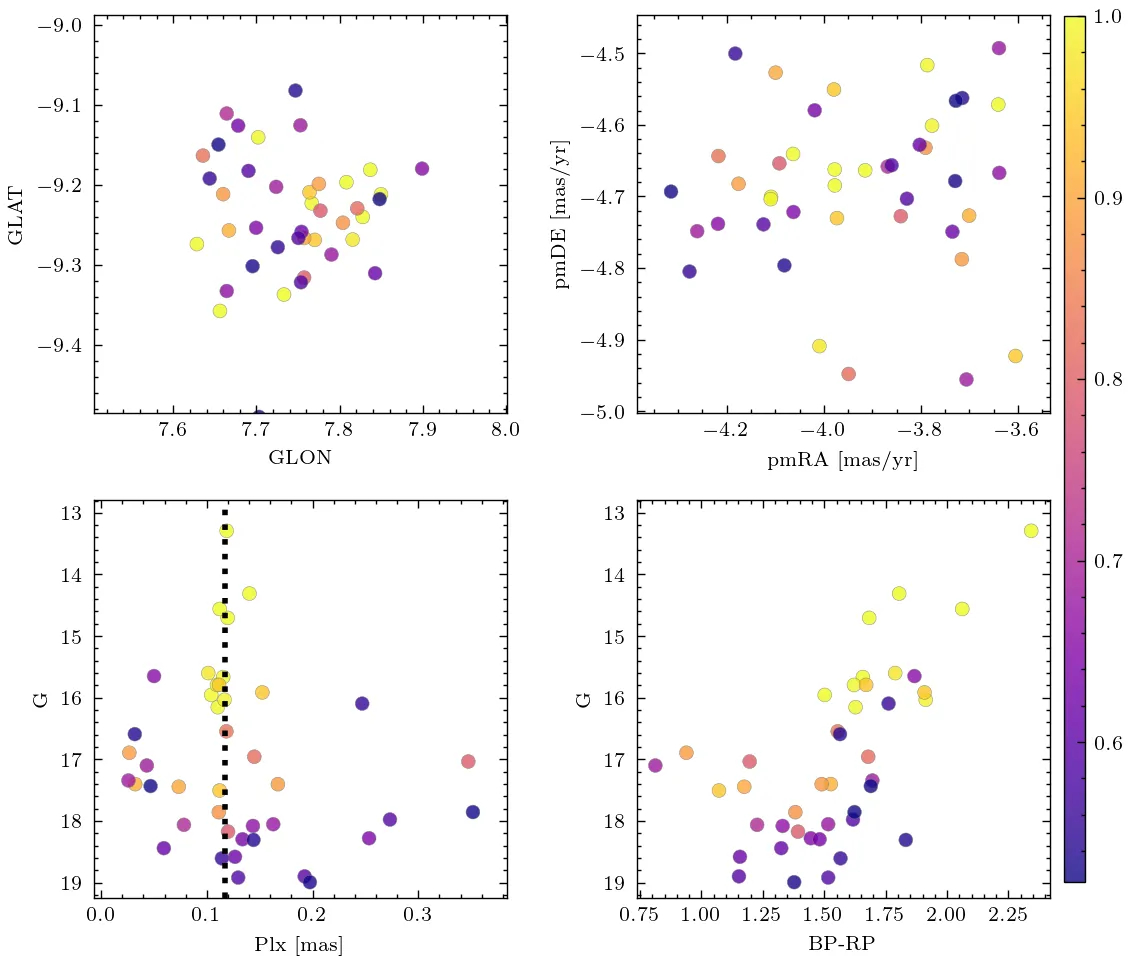 −9.0
−9.1
−9.2
−9.3
−9.4
GLAT
7.6 7.7 7.8 7.9 8.0
GLON
−4.5
−4.6
−4.7
−4.8
−4.9
−5.0
pmDE [mas/yr]
−4.2 −4.0 −3.8 −3.6
pmRA [mas/yr]
1.0
0.9
0.8
0.7
0.6
13
14
15
16
17
18
19
G
0.0 0.1 0.2 0.3
Plx [mas]
13
14
15
16
17
18
19
G
0.75 1.00 1.25 1.50 1.75 2.00 2.25
BP-RP